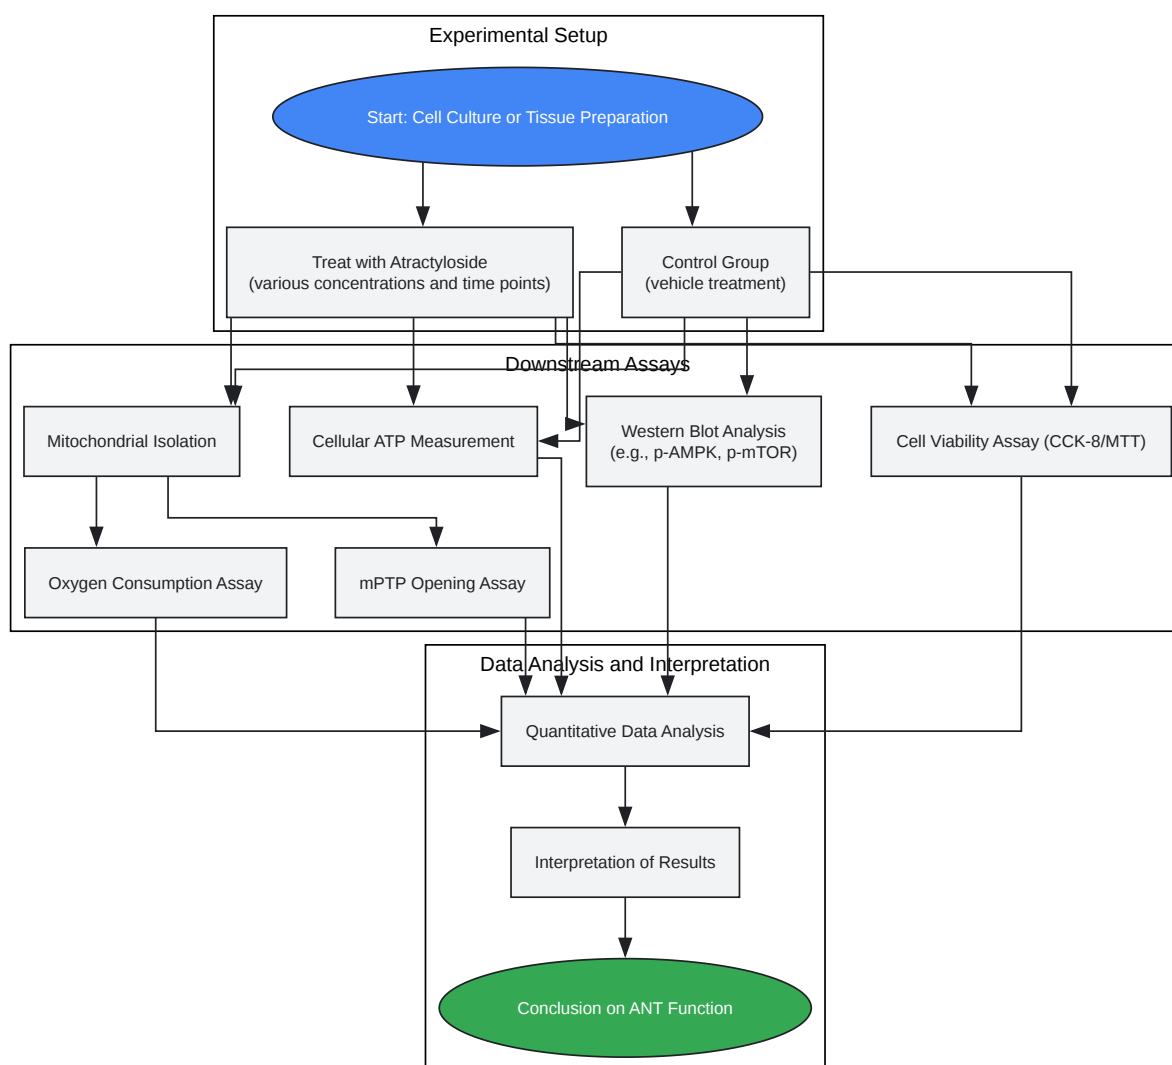 Experimental Setup
Start: Cell Culture or Tissue Preparation
Treat with Atractyloside
(various concentrations and time points)
Control Group
(vehicle treatment)
Downstream Assays
Mitochondrial Isolation
Cellular ATP Measurement
Western Blot Analysis
(e.g., p-AMPK, p-mTOR)
Cell Viability Assay (CCK-8/MTT)
Oxygen Consumption Assay
mPTP Opening Assay
Data Analysis and Interpretation
Quantitative Data Analysis
Interpretation of Results
Conclusion on ANT Function